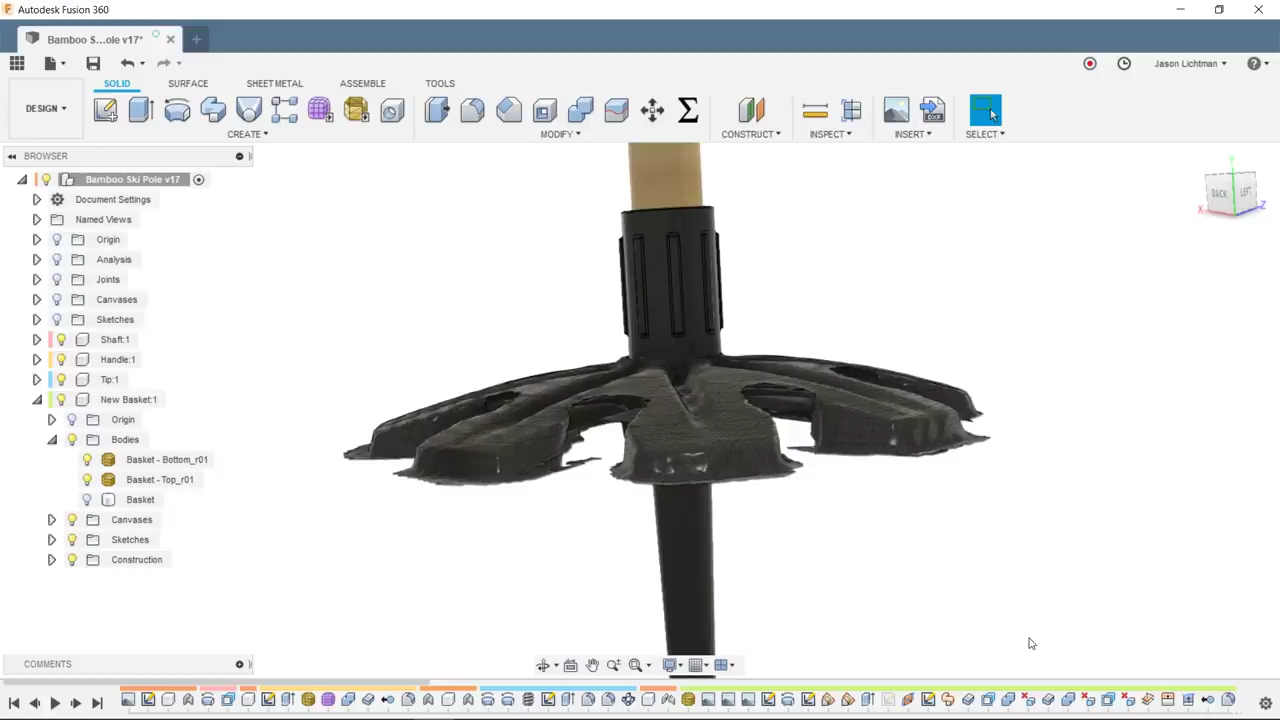 Autodesk Fusion 360
Bamboo S...ole v17*
Jason Lichtman
DESIGN
SOLID SURFACE SHEET METAL ASSEMBLE TOOLS
CREATE MODIFY CONSTRUCT INSPECT INSERT SELECT
BROWSER
Bamboo Ski Pole v17
Document Settings
Named Views
Origin
Analysis
Joints
Canvases
Sketches
Shaft:1
Handle:1
Tip:1
New Basket:1
Origin
Bodies
Basket - Bottom_r01
Basket - Top_r01
Basket
Canvases
Sketches
Construction
Y
BACK LEFT
X Z
COMMENTS